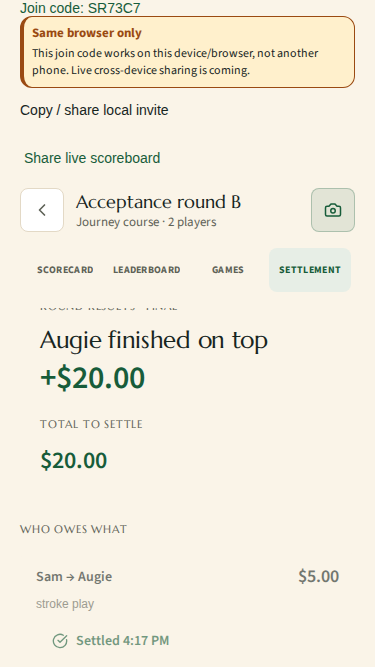 Join code: SR73C7
Same browser only
This join code works on this device/browser, not another
phone. Live cross-device sharing is coming.
Copy / share local invite
Share live scoreboard
Acceptance round B
Journey course · 2 players
SCORECARD LEADERBOARD GAMES SETTLEMENT
ROUND RESULTS · FINAL
Augie finished on top
+$20.00
TOTAL TO SETTLE
$20.00
WHO OWES WHAT
Sam → Augie $5.00
stroke play
Settled 4:17 PM